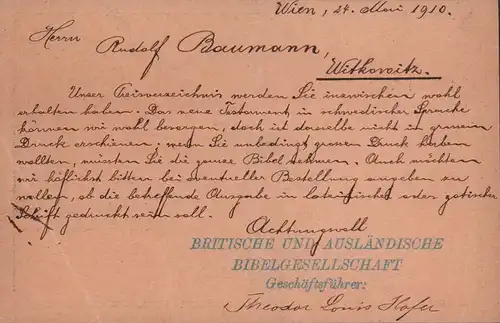 Wien, 24. Mai 1910.
Herrn
Rudolf Baumann,
Witkowitz.
Unser Preisverzeichnis werden Sie inzwischen wohl
erhalten haben. Das neue Testament in schwedischer Sprache
können wir wohl besorgen, doch ist dasselbe nicht in grossem
Druck erschienen; wenn Sie unbedingt grossen Druck haben
wollten, müssten Sie die ganze Bibel nehmen. Auch möchten
wir höflichst bitten bei eventueller Bestellung angeben zu
wollen, ob die betreffende Ausgabe in lateinischer oder gotischer
Schrift gedruckt sein soll.
Achtungsvoll
BRITISCHE UND AUSLÄNDISCHE
BIBELGESELLSCHAFT
Geschäftsführer:
Theodor Louis Hofer